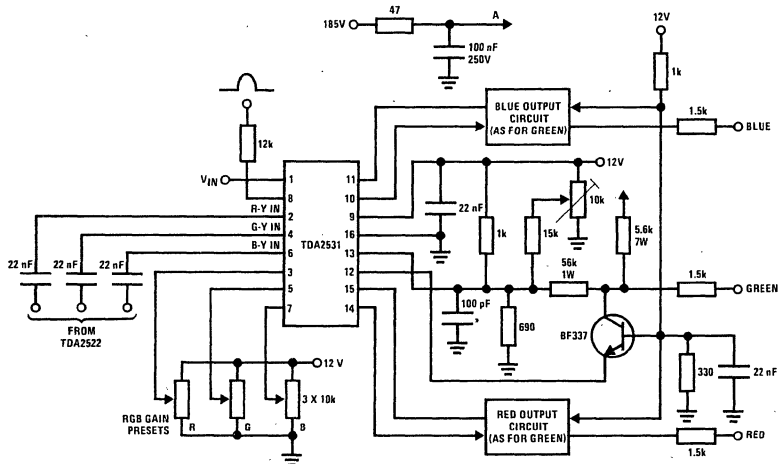 47
185V
A
100 nF
250V
12V
1k
BLUE OUTPUT
CIRCUIT
(AS FOR GREEN)
1.5k
BLUE
12k
VIN
1
8
2
4
6
3
5
7
TDA2531
11
10
9
16
13
12
15
14
R-Y IN
G-Y IN
B-Y IN
22 nF
22 nF
22 nF
FROM
TDA2522
12V
22 nF
1k
15k
10k
5.6k
7W
56k
1W
1.5k
GREEN
100 pF
690
BF337
330
22 nF
12 V
3 X 10k
RGB GAIN
PRESETS
R
G
B
RED OUTPUT
CIRCUIT
(AS FOR GREEN)
1.5k
RED